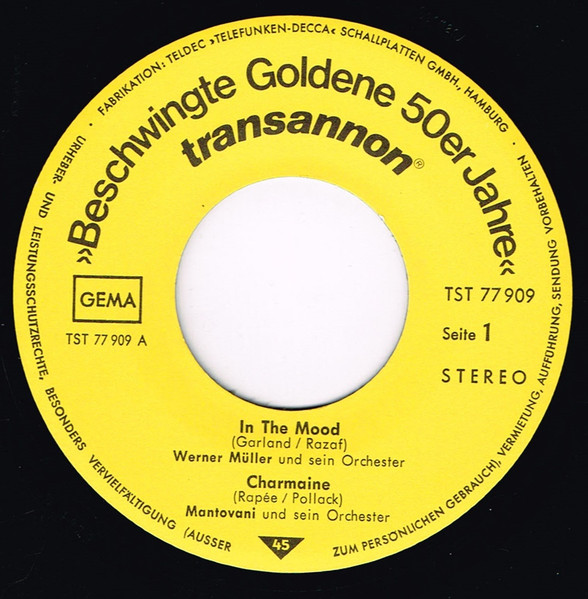 URHEBER- UND LEISTUNGSSCHUTZRECHTE, BESONDERS VERVIELFÄLTIGUNG (AUSSER ZUM PERSÖNLICHEN GEBRAUCH), VERMIETUNG, AUFFÜHRUNG, SENDUNG VORBEHALTEN · FABRIKATION: TELDEC »TELEFUNKEN-DECCA« SCHALLPLATTEN GMBH., HAMBURG ·
»Beschwingte Goldene 50er Jahre«
transannon®
GEMA
TST 77 909 A
TST 77 909
Seite 1
STEREO
In The Mood
(Garland / Razaf)
Werner Müller und sein Orchester
Charmaine
(Rapée / Pollack)
Mantovani und sein Orchester
45